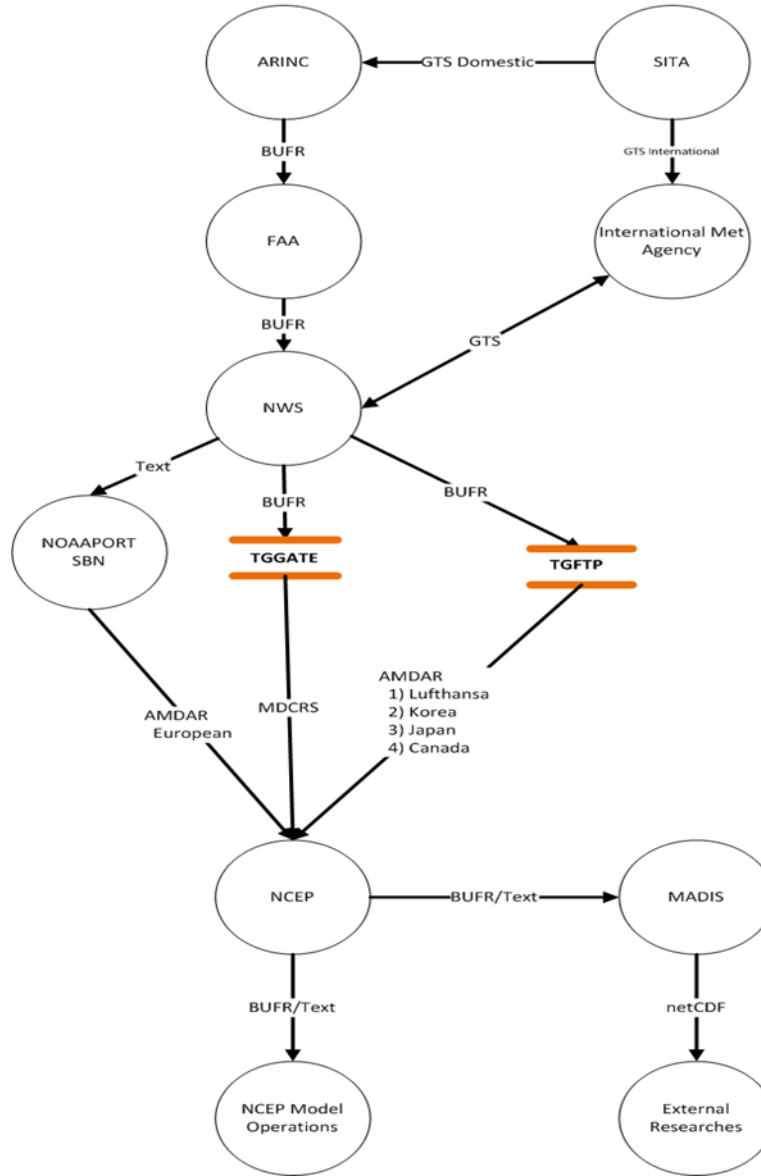 ARINC
GTS Domestic
SITA
BUFR
GTS International
FAA
International Met
Agency
BUFR
GTS
NWS
Text
BUFR
BUFR
NOAAPORT
SBN
TGGATE
TGFTP
AMDAR
European
MDCRS
AMDAR
1) Lufthansa
2) Korea
3) Japan
4) Canada
NCEP
BUFR/Text
MADIS
BUFR/Text
netCDF
NCEP Model
Operations
External
Researches